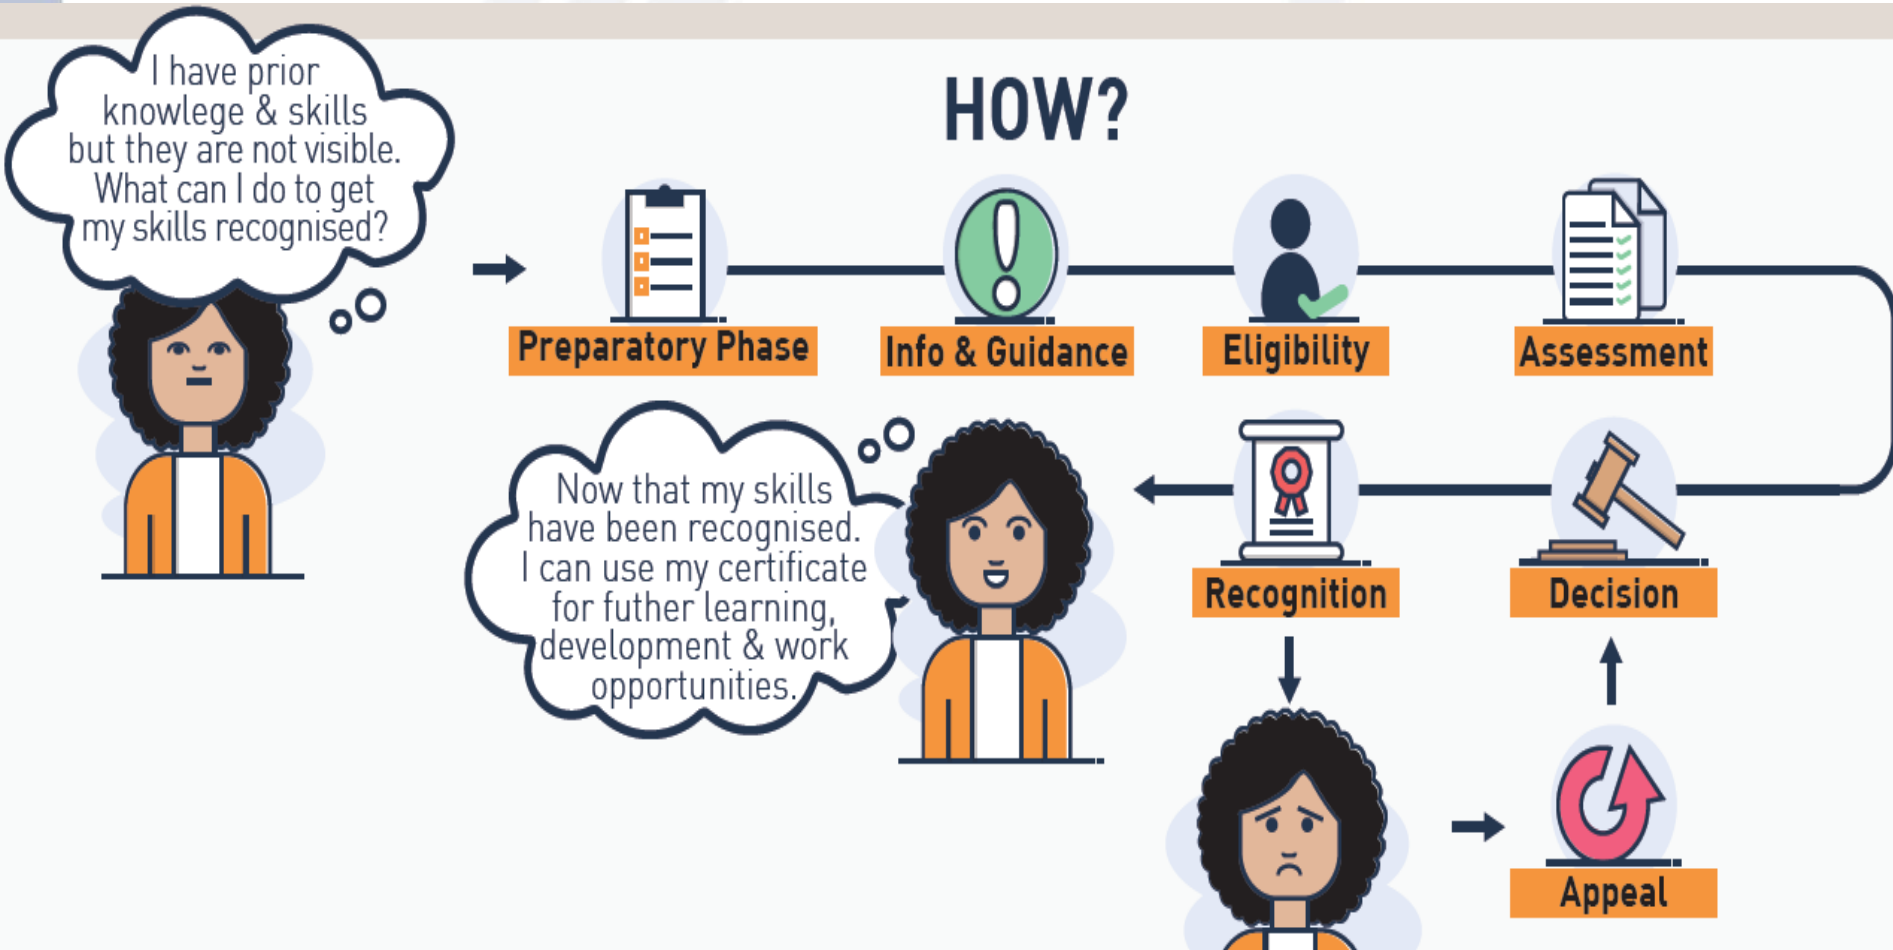 I have prior
knowlege & skills
but they are not visible.
What can I do to get
my skills recognised?
HOW?
Preparatory Phase
Info & Guidance
Eligibility
Assessment
Now that my skills
have been recognised.
I can use my certificate
for futher learning,
development & work
opportunities.
Recognition
Decision
Appeal